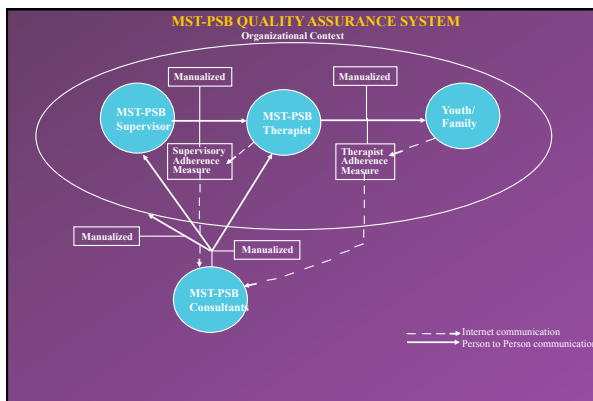 MST-PSB QUALITY ASSURANCE SYSTEM
Organizational Context
Manualized
Manualized
MST-PSB
Supervisor
MST-PSB
Therapist
Youth/
Family
Supervisory
Adherence
Measure
Therapist
Adherence
Measure
Manualized
Manualized
MST-PSB
Consultants
Internet communication
Person to Person communication